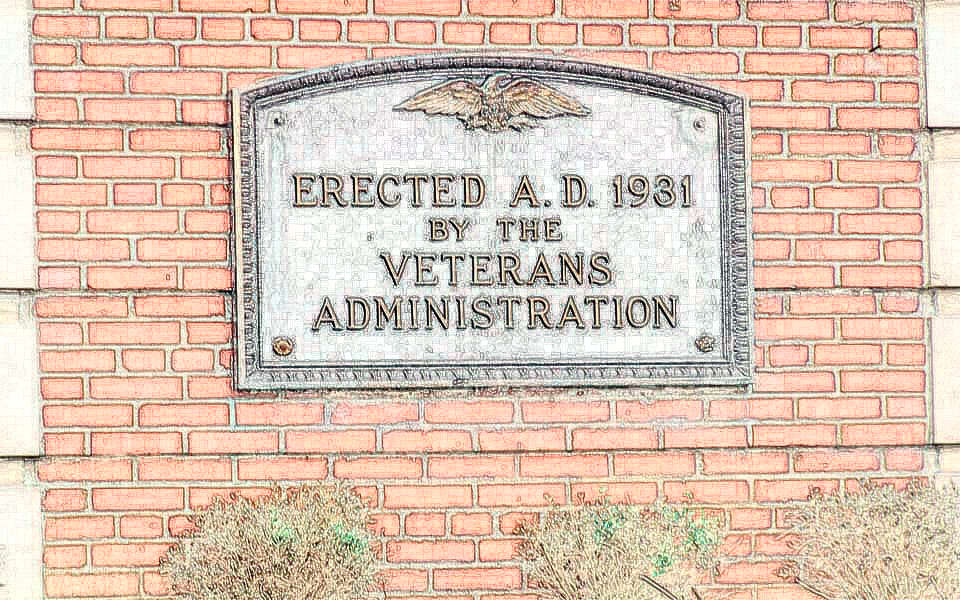 ERECTED A.D. 1931
BY THE
VETERANS
ADMINISTRATION